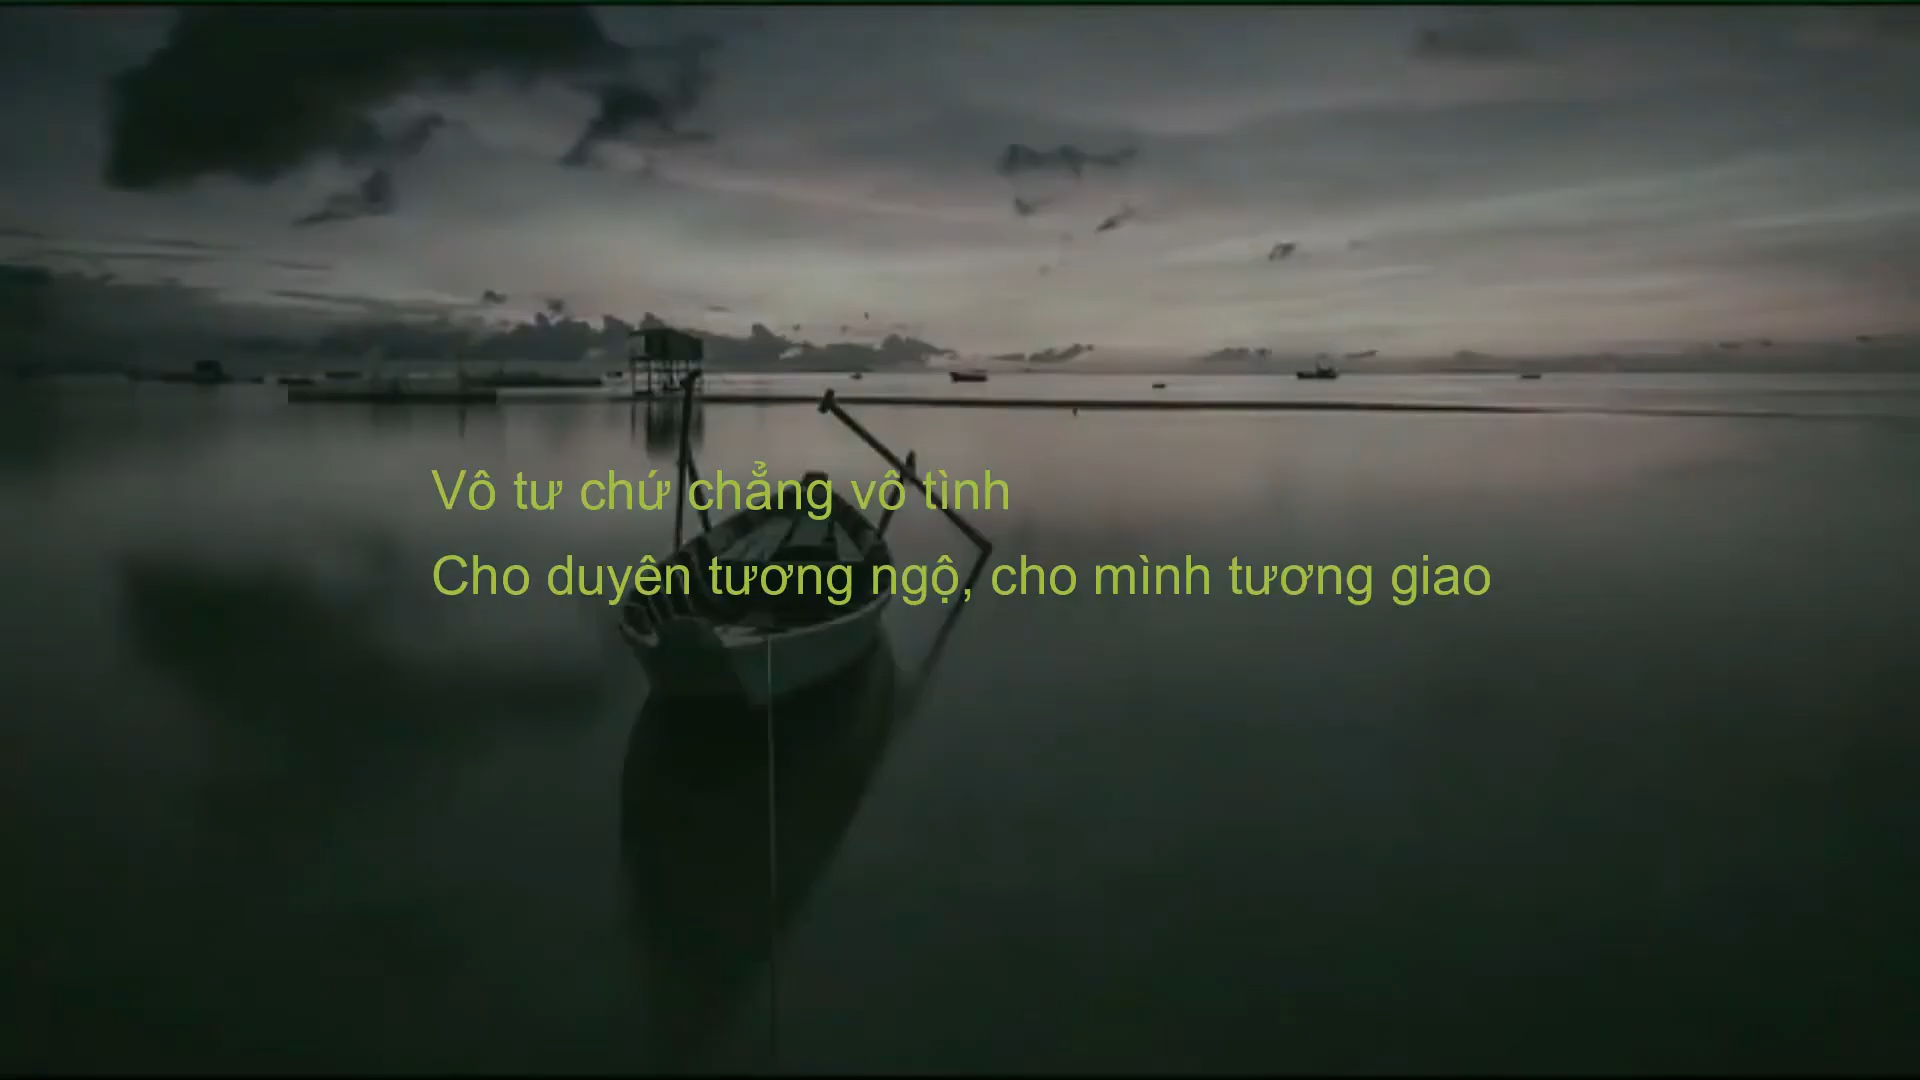 Vô tư chứ chẳng vô tình
Cho duyên tương ngộ, cho mình tương giao